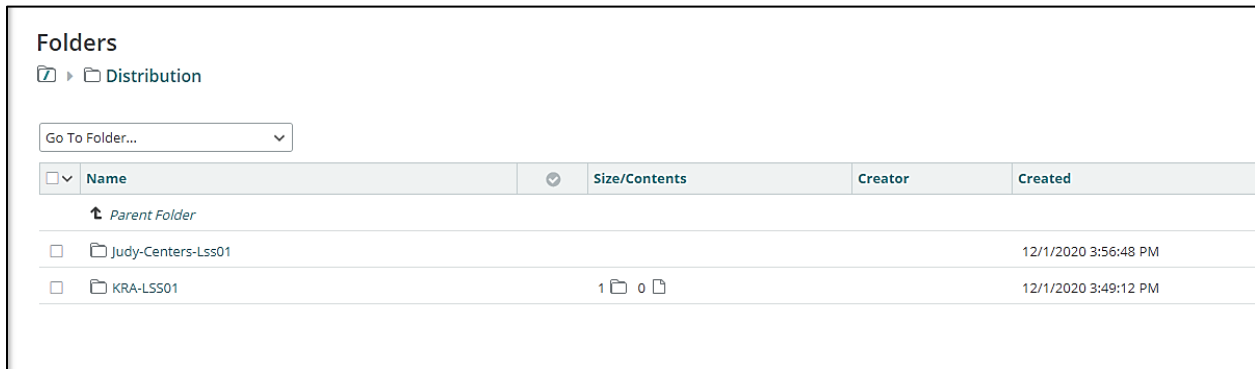 Folders
Distribution
Go To Folder...
Name Size/Contents Creator Created
Parent Folder
Judy-Centers-Lss01 12/1/2020 3:56:48 PM
KRA-LSS01 1 0 12/1/2020 3:49:12 PM